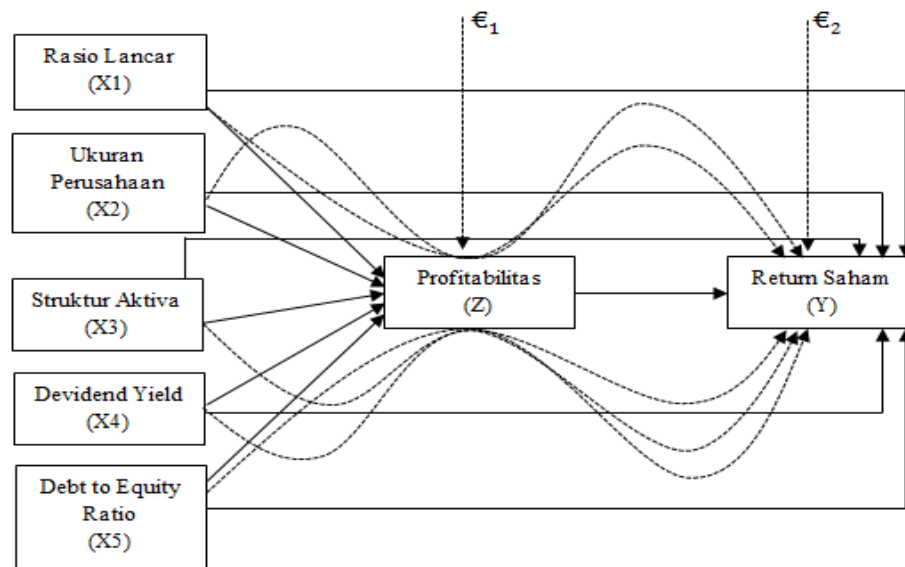 €1
€2
Rasio Lancar
(X1)
Ukuran
Perusahaan
(X2)
Struktur Aktiva
(X3)
Devidend Yield
(X4)
Debt to Equity
Ratio
(X5)
Profitabilitas
(Z)
Return Saham
(Y)